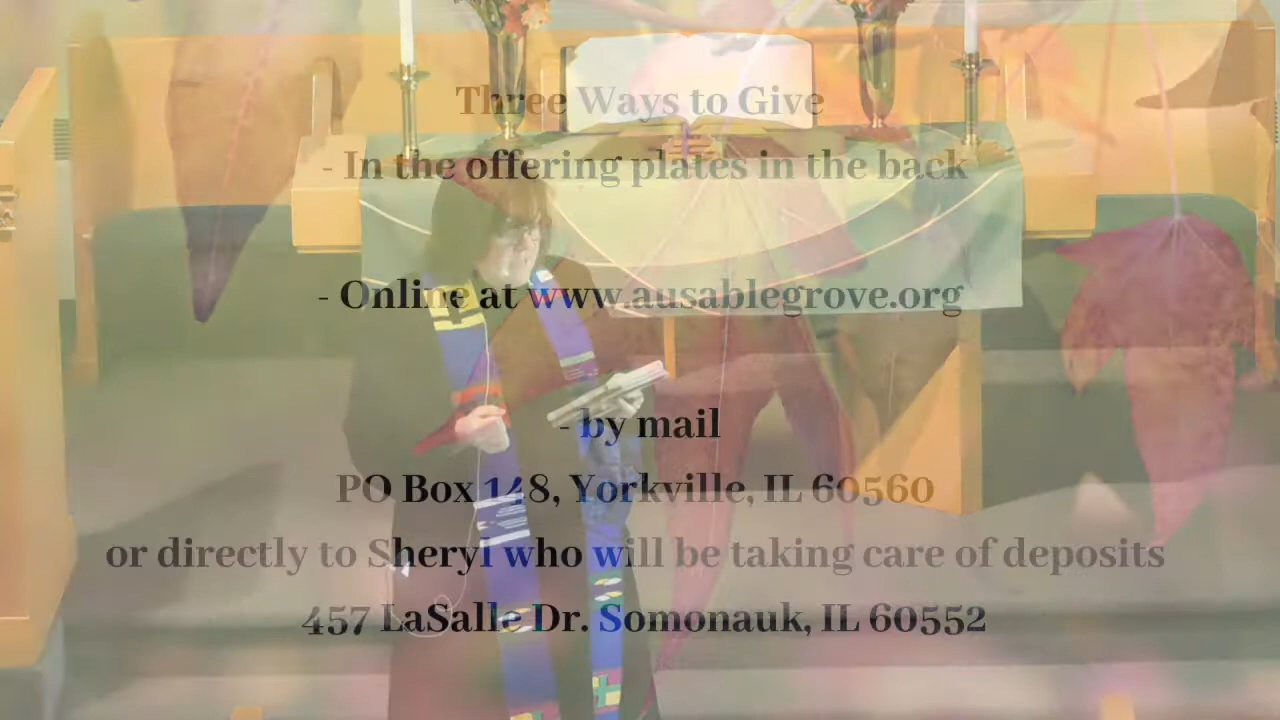 Three Ways to Give
- In the offering plates in the back
- Online at www.ausablegrove.org
- by mail
PO Box 148, Yorkville, IL 60560
or directly to Sheryl who will be taking care of deposits
457 LaSalle Dr. Somonauk, IL 60552